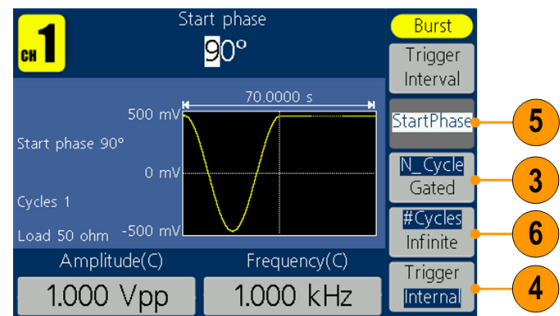 CH 1
Start phase
90°
Burst
Trigger
Interval
70.0000 s
500 mV
StartPhase
5
Start phase 90°
0 mV
N_Cycle
Gated
3
Cycles 1
#Cycles
Infinite
6
Load 50 ohm
-500 mV
Amplitude(C)
Frequency(C)
Trigger
Internal
4
1.000 Vpp
1.000 kHz